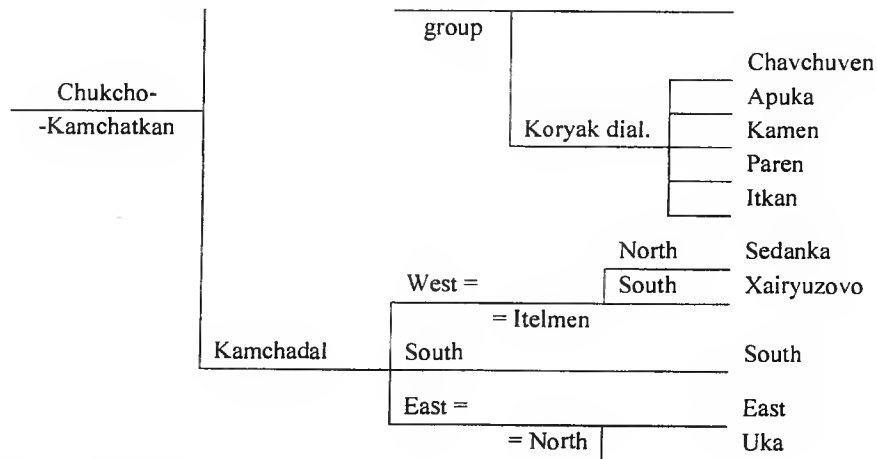 group
Chavchuven
Chukcho-
Apuka
-Kamchatkan
Koryak dial.
Kamen
Paren
Itkan
North
Sedanka
West =
South
Xairyuzovo
= Itelmen
Kamchadal
South
South
East =
East
= North
Uka